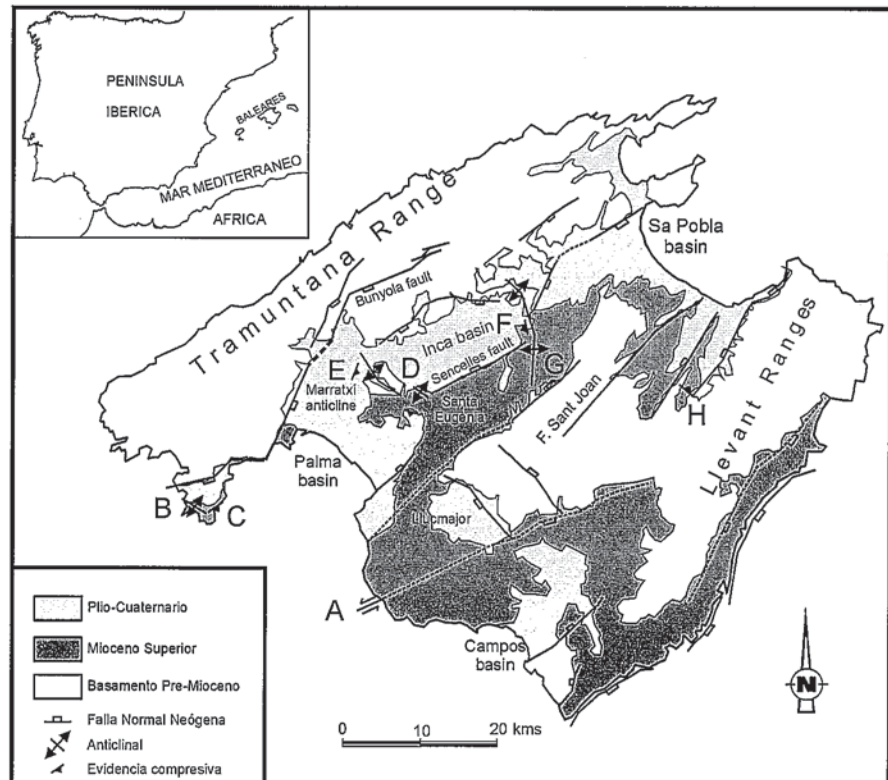 PENINSULA
IBERICA
BALEARES
MAR MEDITERRANEO
AFRICA
Tramuntana Range
Sa Pobla
basin
Bunyola fault
Inca basin
F
E
D
Sencelles fault
G
Marratxi
anticline
Santa
Eugènia
F. Sant Joan
H
Llevant Ranges
Palma
basin
B
C
Llucmajor
A
Campos
basin
Plio-Cuaternario
Mioceno Superior
Basamento Pre-Mioceno
Falla Normal Neógena
Anticlinal
Evidencia compresiva
0 10 20 kms
N